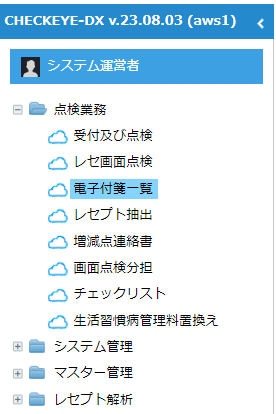 CHECKEYE-DX v.23.08.03 (aws1)
システム運営者
点検業務
受付及び点検
レセ画面点検
電子付箋一覧
レセプト抽出
増減点連絡書
画面点検分担
チェックリスト
生活習慣病管理料置換え
システム管理
マスター管理
レセプト解析